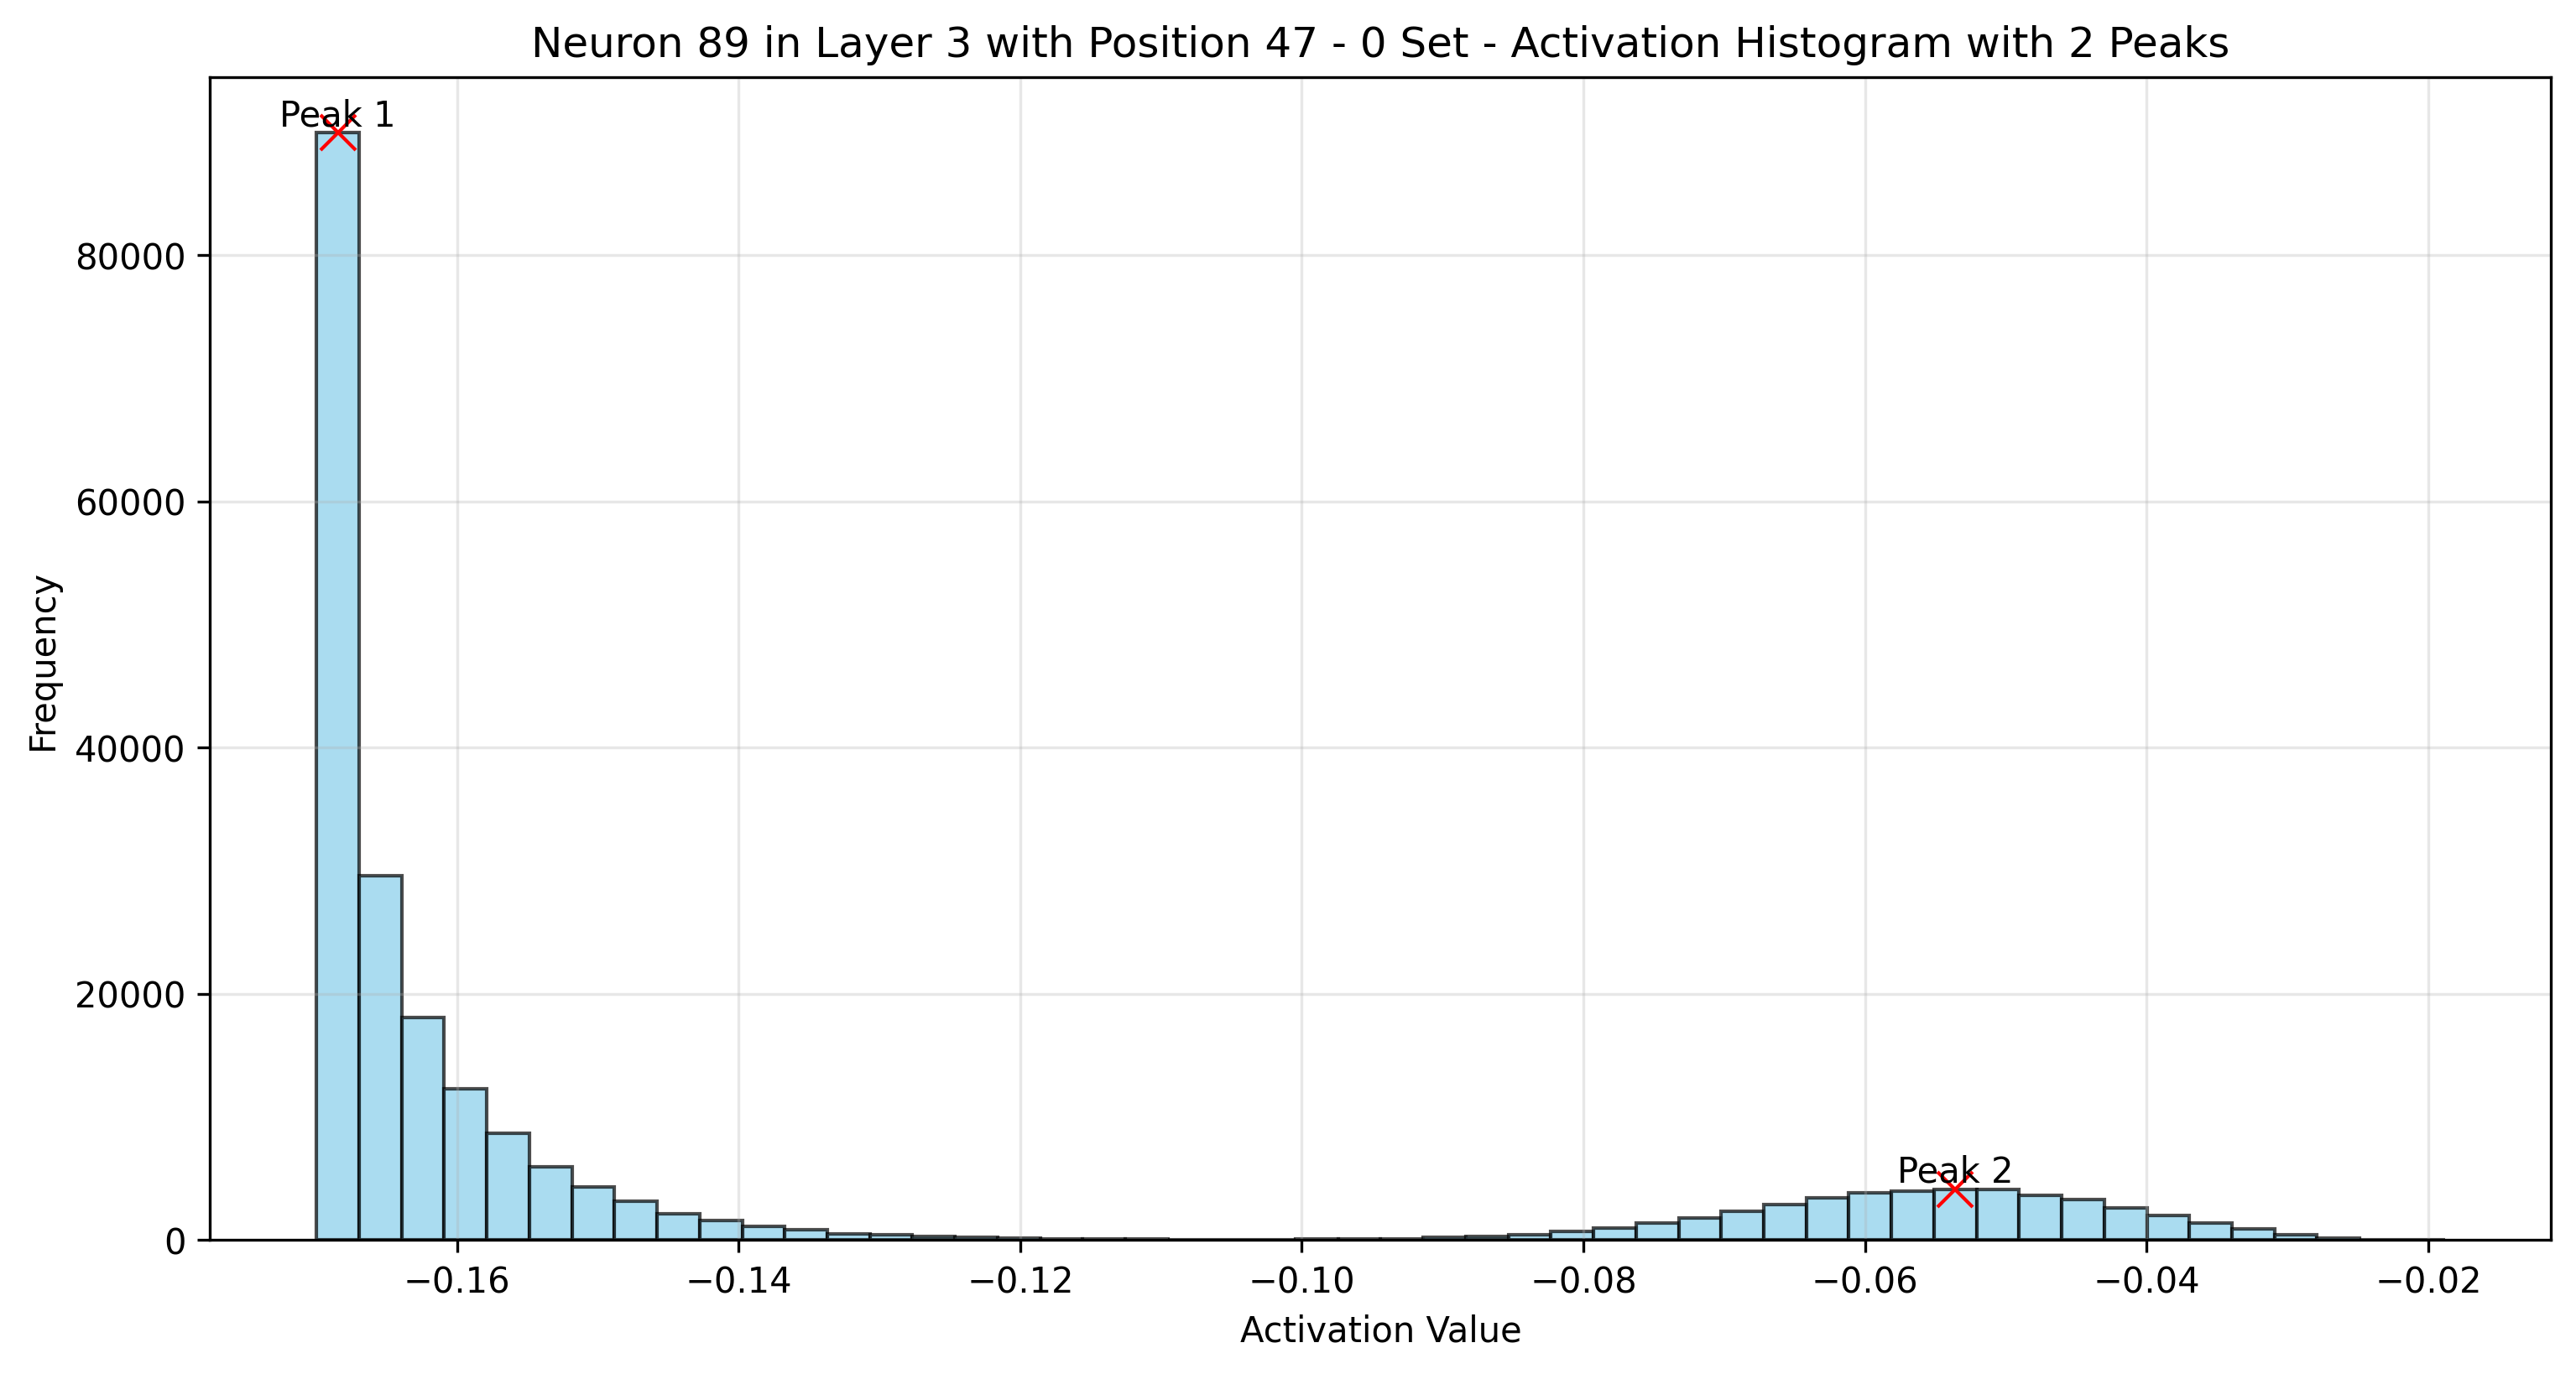 Neuron 89 in Layer 3 with Position 47 - 0 Set - Activation Histogram with 2 Peaks
Peak 1
80000
60000
40000
20000
0
Frequency
Peak 2
−0.16 −0.14 −0.12 −0.10 −0.08 −0.06 −0.04 −0.02
Activation Value